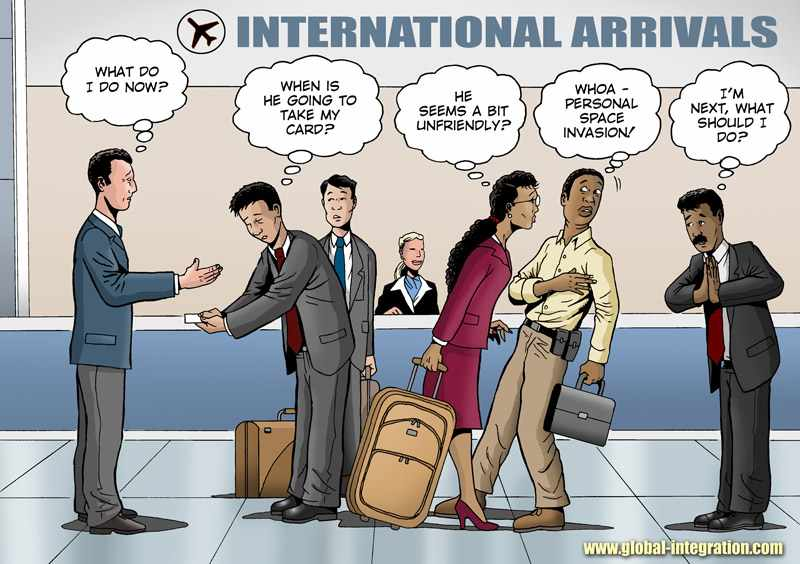 INTERNATIONAL ARRIVALS
WHAT DO
I DO NOW?
WHEN IS
HE GOING TO
TAKE MY
CARD?
HE
SEEMS A BIT
UNFRIENDLY?
WHOA -
PERSONAL
SPACE
INVASION!
I'M
NEXT, WHAT
SHOULD I
DO?
www.global-integration.com